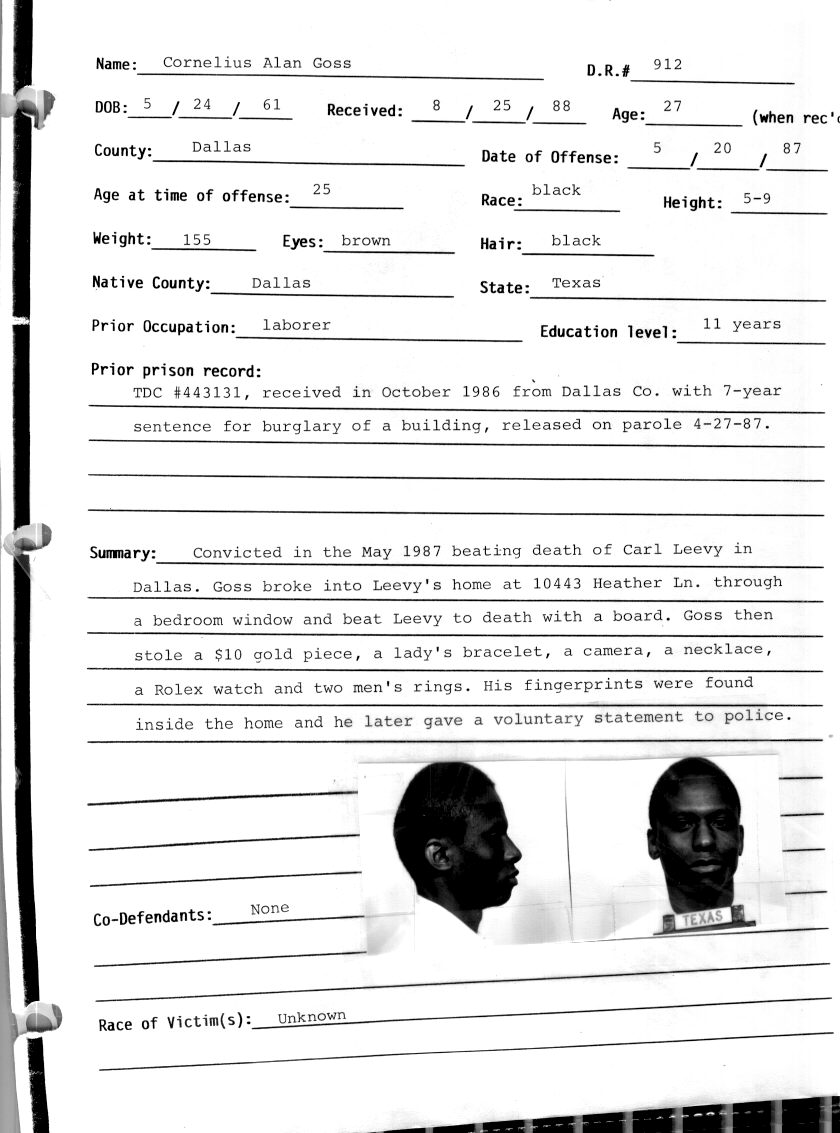 Name: Cornelius Alan Goss D.R.# 912
DOB: 5 / 24 / 61 Received: 8 / 25 / 88 Age: 27 (when rec'd
County: Dallas Date of Offense: 5 / 20 / 87
Age at time of offense: 25 Race: black Height: 5-9
Weight: 155 Eyes: brown Hair: black
Native County: Dallas State: Texas
Prior Occupation: laborer Education level: 11 years
Prior prison record:
TDC #443131, received in October 1986 from Dallas Co. with 7-year
sentence for burglary of a building, released on parole 4-27-87.
Summary: Convicted in the May 1987 beating death of Carl Leevy in
Dallas. Goss broke into Leevy's home at 10443 Heather Ln. through
a bedroom window and beat Leevy to death with a board. Goss then
stole a $10 gold piece, a lady's bracelet, a camera, a necklace,
a Rolex watch and two men's rings. His fingerprints were found
inside the home and he later gave a voluntary statement to police.
TEXAS
Co-Defendants: None
Race of Victim(s): Unknown